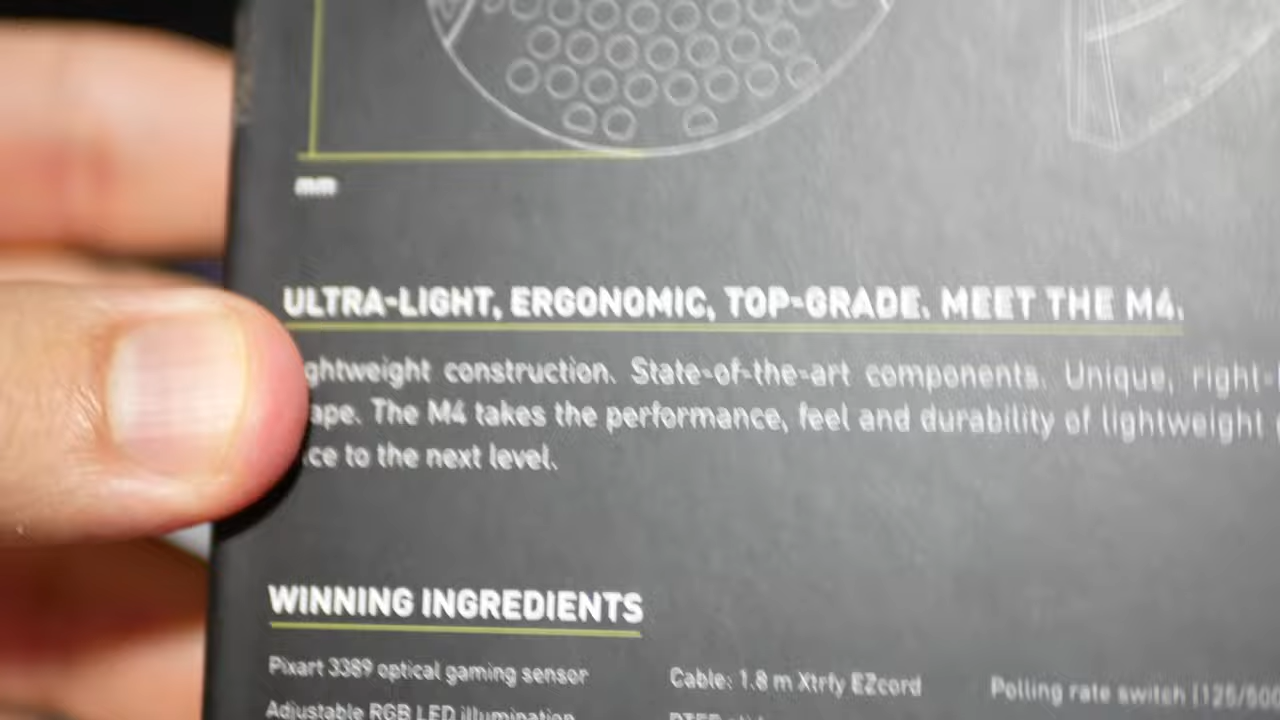 mm
ULTRA-LIGHT, ERGONOMIC, TOP-GRADE. MEET THE M4.
ghtweight construction. State-of-the-art components. Unique, right-
ape. The M4 takes the performance, feel and durability of lightweight
ce to the next level.
WINNING INGREDIENTS
Pixart 3389 optical gaming sensor
Cable: 1.8 m Xtrfy EZcord
Polling rate switch (125/500
Adjustable RGB LED illumination